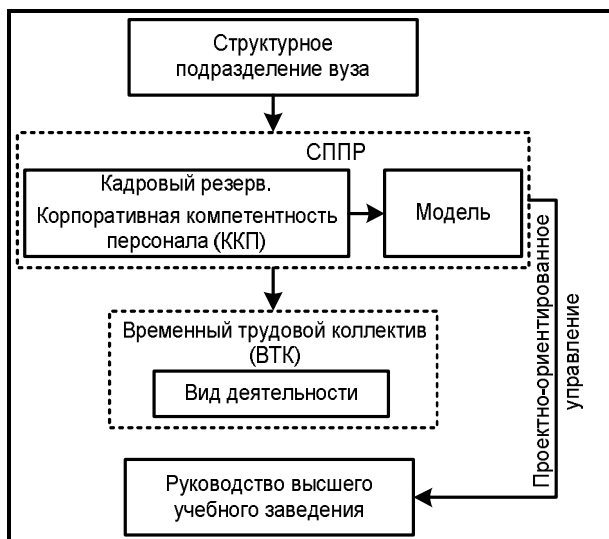 Структурное
подразделение вуза
СППР
Кадровый резерв.
Корпоративная компетентность
персонала (ККП)
Модель
Временный трудовой коллектив
(ВТК)
Вид деятельности
Проектно-ориентированное
управление
Руководство высшего
учебного заведения